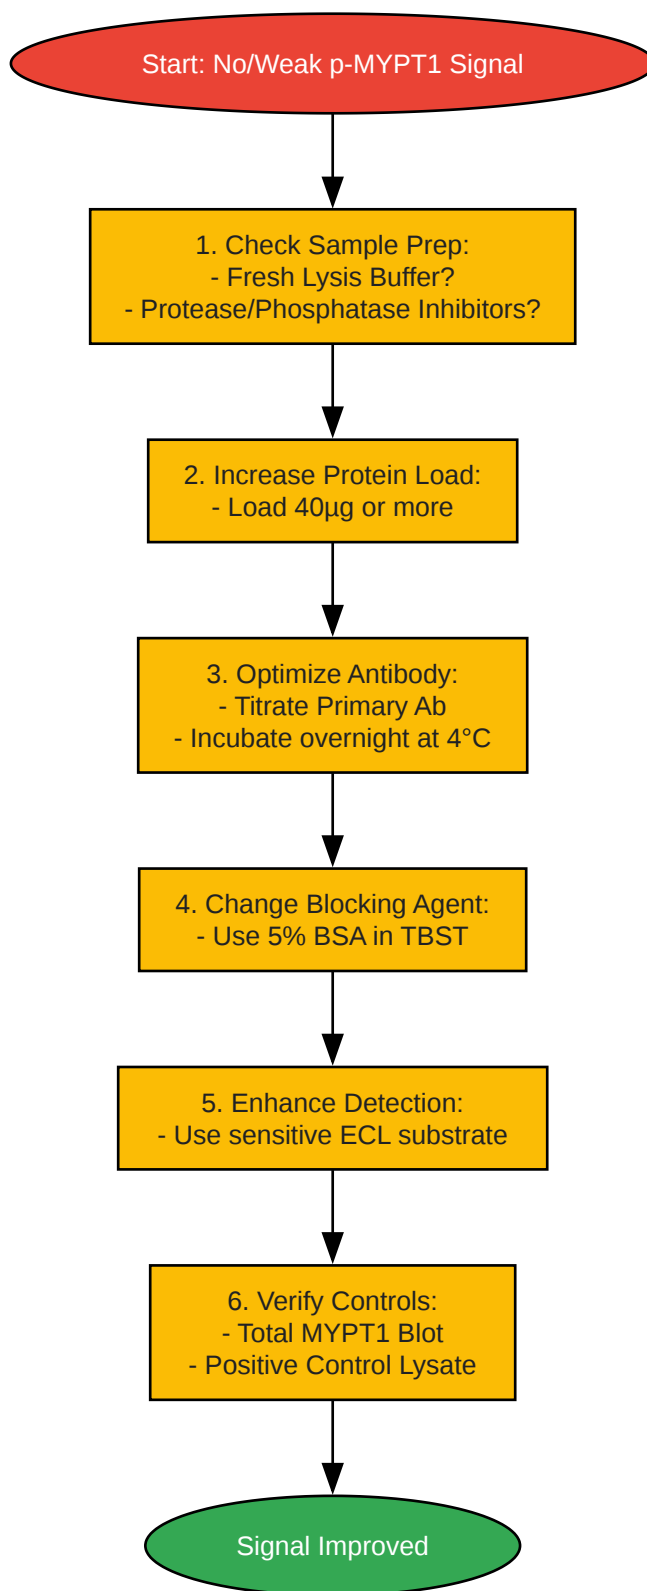 Start: No/Weak p-MYPT1 Signal
1. Check Sample Prep:
- Fresh Lysis Buffer?
- Protease/Phosphatase Inhibitors?
2. Increase Protein Load:
- Load 40µg or more
3. Optimize Antibody:
- Titrate Primary Ab
- Incubate overnight at 4°C
4. Change Blocking Agent:
- Use 5% BSA in TBST
5. Enhance Detection:
- Use sensitive ECL substrate
6. Verify Controls:
- Total MYPT1 Blot
- Positive Control Lysate
Signal Improved